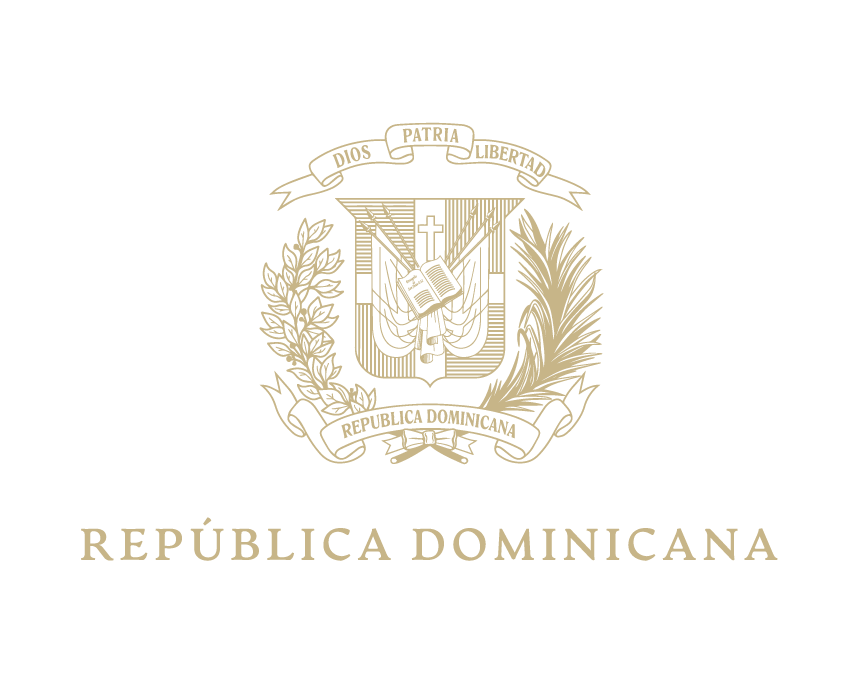 DIOS PATRIA LIBERTAD
REPUBLICA DOMINICANA
REPÚBLICA DOMINICANA